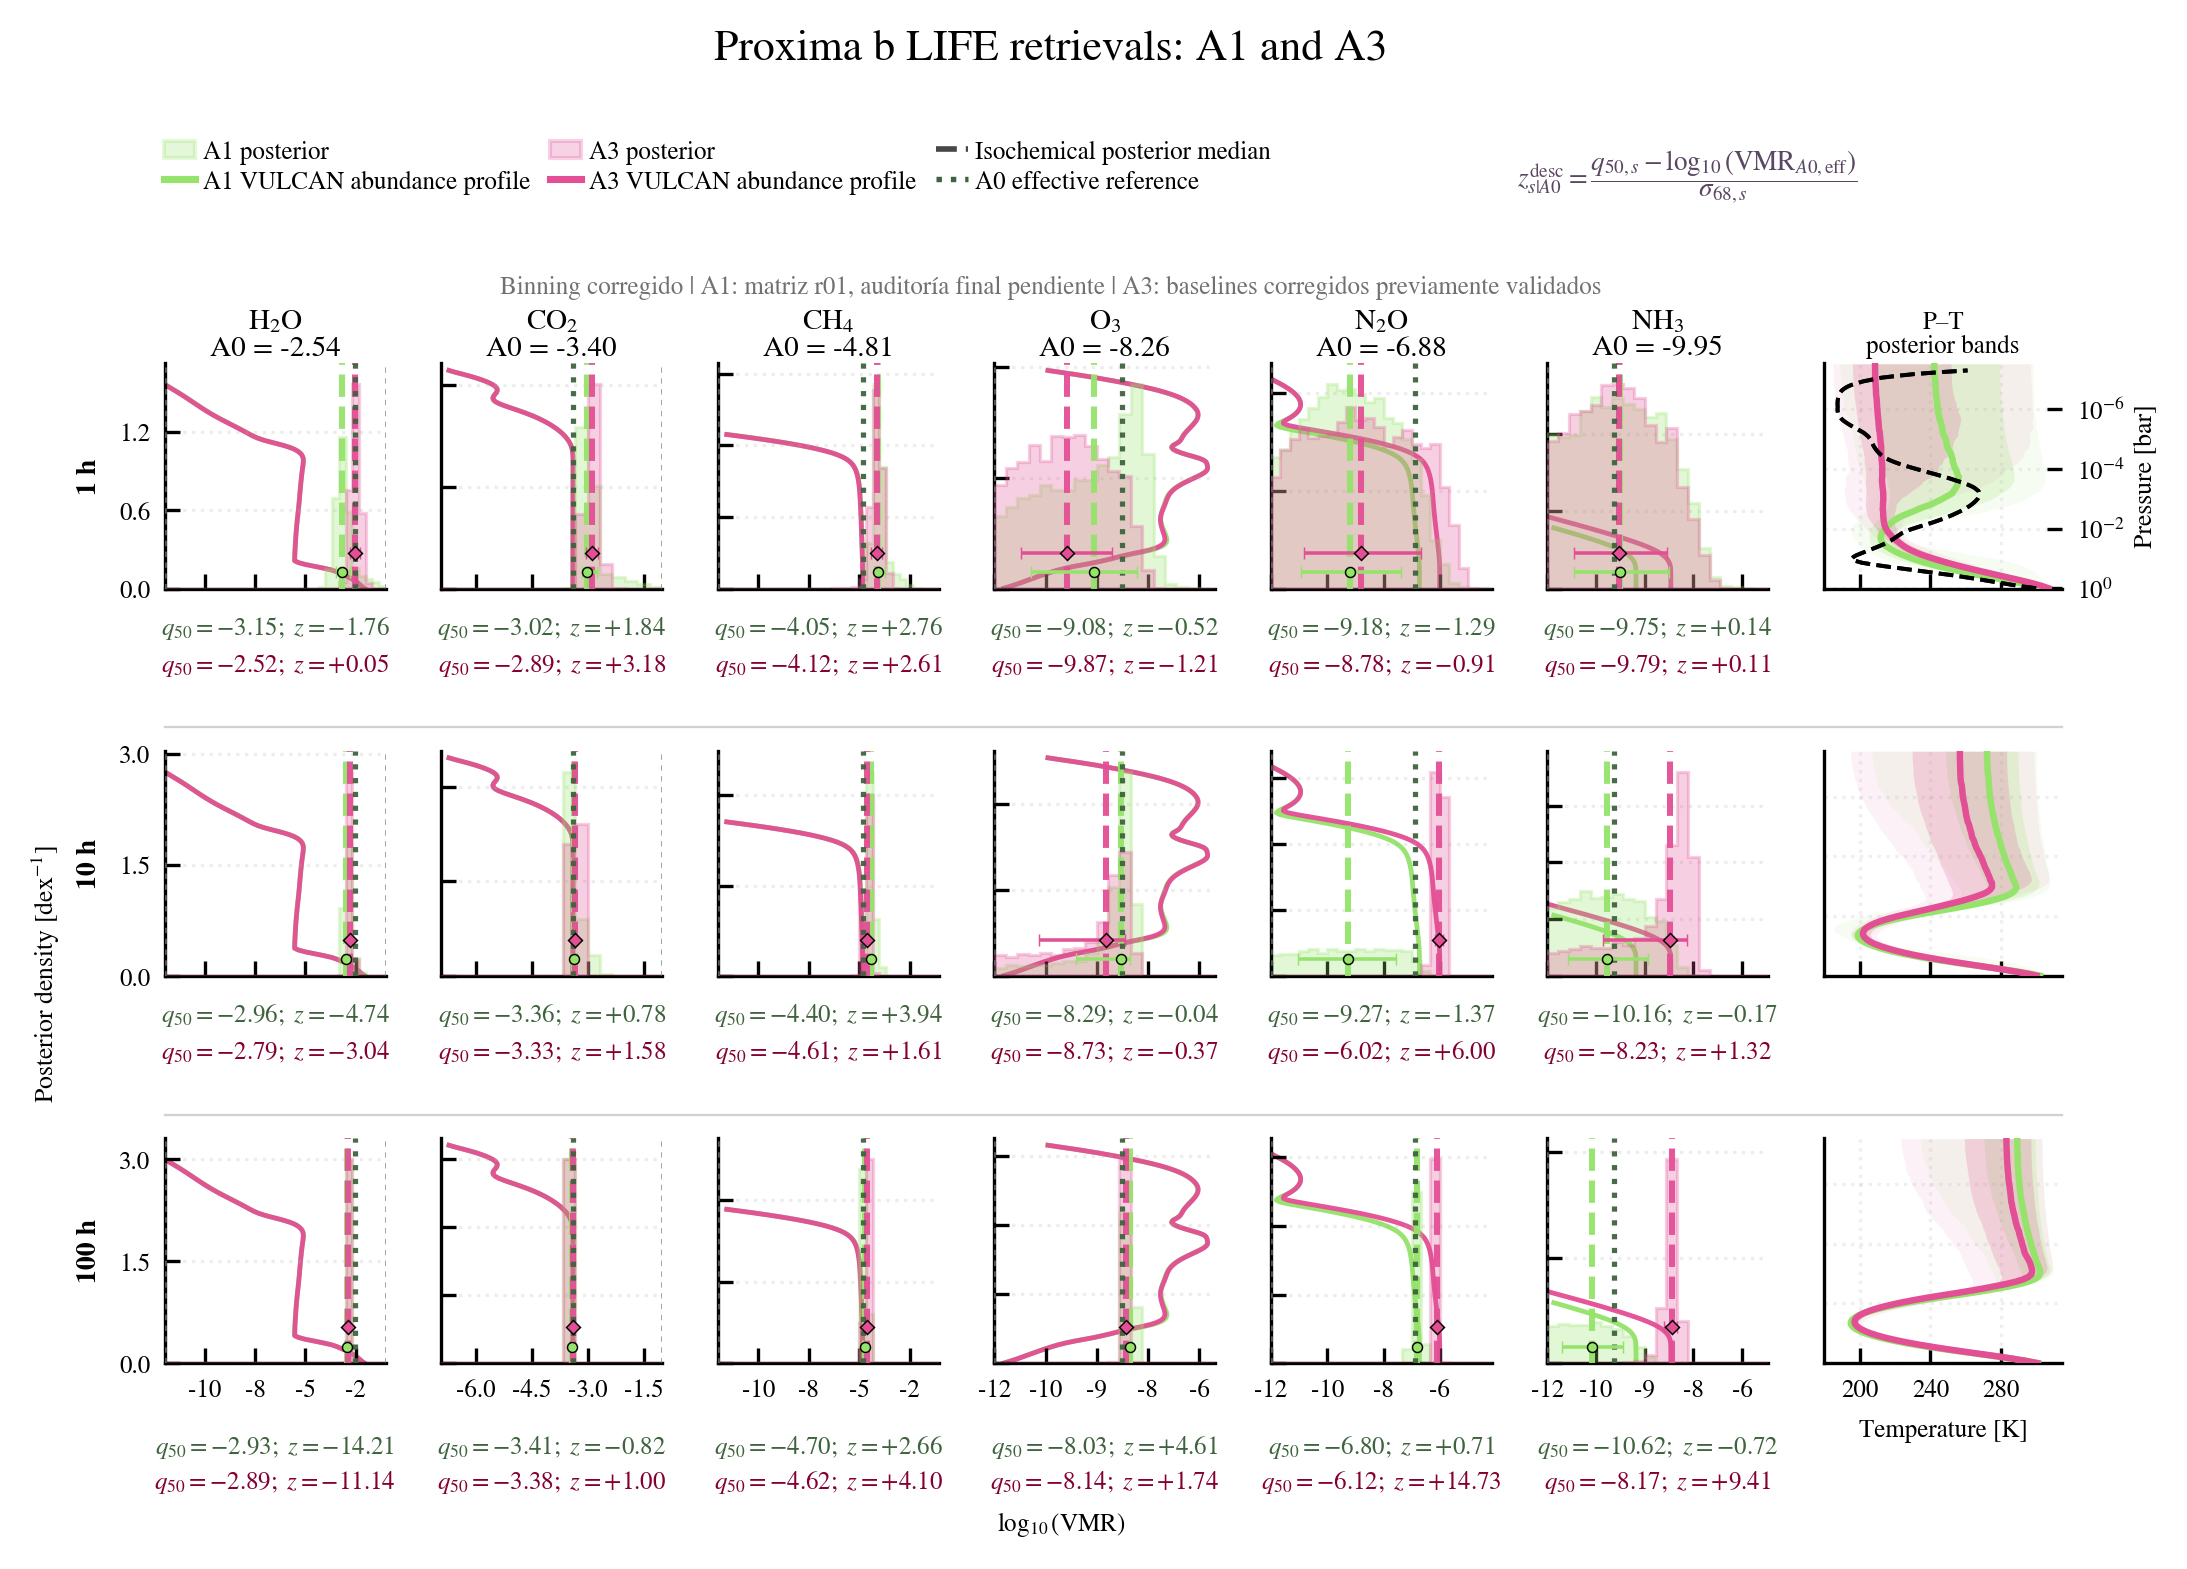 Proxima b LIFE retrievals: A1 and A3
A1 posterior
A1 VULCAN abundance profile
A3 posterior
A3 VULCAN abundance profile
Isochemical posterior median
A0 effective reference
z^{desc}_{s|A0} = \frac{q_{50,s} − log_{10}(VMR_{A0,eff})}{σ_{68,s}}
Binning corregido | A1: matriz r01, auditoría final pendiente | A3: baselines corregidos previamente validados
H₂O
A0 = -2.54
CO₂
A0 = -3.40
CH₄
A0 = -4.81
O₃
A0 = -8.26
N₂O
A0 = -6.88
NH₃
A0 = -9.95
P–T
posterior bands
Posterior density [dex⁻¹]
1 h
1.2
0.6
0.0
10⁻⁶
10⁻⁴
10⁻²
10⁰
Pressure [bar]
q₅₀ = −3.15; z = −1.76
q₅₀ = −2.52; z = +0.05
q₅₀ = −3.02; z = +1.84
q₅₀ = −2.89; z = +3.18
q₅₀ = −4.05; z = +2.76
q₅₀ = −4.12; z = +2.61
q₅₀ = −9.08; z = −0.52
q₅₀ = −9.87; z = −1.21
q₅₀ = −9.18; z = −1.29
q₅₀ = −8.78; z = −0.91
q₅₀ = −9.75; z = +0.14
q₅₀ = −9.79; z = +0.11
10 h
3.0
1.5
0.0
q₅₀ = −2.96; z = −4.74
q₅₀ = −2.79; z = −3.04
q₅₀ = −3.36; z = +0.78
q₅₀ = −3.33; z = +1.58
q₅₀ = −4.40; z = +3.94
q₅₀ = −4.61; z = +1.61
q₅₀ = −8.29; z = −0.04
q₅₀ = −8.73; z = −0.37
q₅₀ = −9.27; z = −1.37
q₅₀ = −6.02; z = +6.00
q₅₀ = −10.16; z = −0.17
q₅₀ = −8.23; z = +1.32
100 h
3.0
1.5
0.0
-10 -8 -5 -2
-6.0 -4.5 -3.0 -1.5
-10 -8 -5 -2
-12 -10 -9 -8 -6
-12 -10 -8 -6
-12 -10 -9 -8 -6
200 240 280
Temperature [K]
q₅₀ = −2.93; z = −14.21
q₅₀ = −2.89; z = −11.14
q₅₀ = −3.41; z = −0.82
q₅₀ = −3.38; z = +1.00
q₅₀ = −4.70; z = +2.66
q₅₀ = −4.62; z = +4.10
q₅₀ = −8.03; z = +4.61
q₅₀ = −8.14; z = +1.74
q₅₀ = −6.80; z = +0.71
q₅₀ = −6.12; z = +14.73
q₅₀ = −10.62; z = −0.72
q₅₀ = −8.17; z = +9.41
log₁₀(VMR)